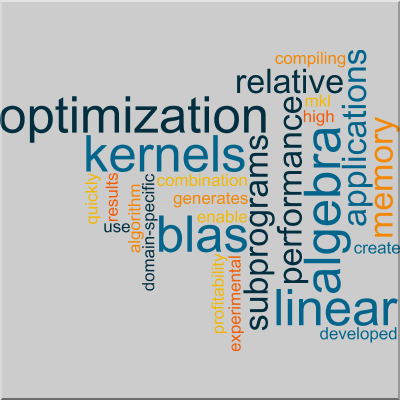 compiling
relative
mkl
high
optimization
applications
memory
kernels
performance
algebra
subprograms
quickly
results
use
algorithm
domain-specific
combination
generates
enable
blas
create
profitability
experimental
linear
developed